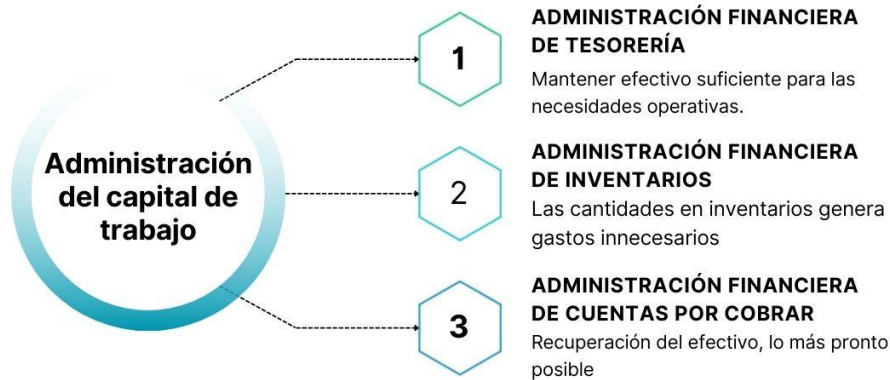 Administración
del capital de
trabajo
1
ADMINISTRACIÓN FINANCIERA
DE TESORERÍA
Mantener efectivo suficiente para las
necesidades operativas.
2
ADMINISTRACIÓN FINANCIERA
DE INVENTARIOS
Las cantidades en inventarios genera
gastos innecesarios
3
ADMINISTRACIÓN FINANCIERA
DE CUENTAS POR COBRAR
Recuperación del efectivo, lo más pronto
posible